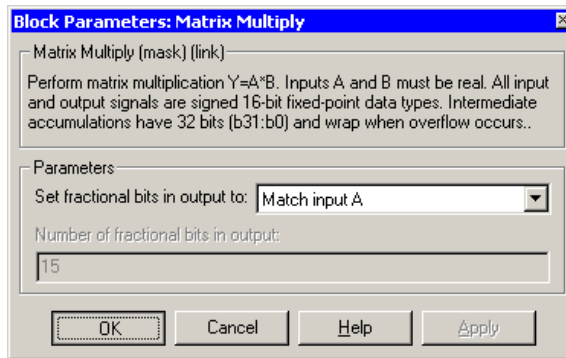 Block Parameters: Matrix Multiply
Matrix Multiply (mask) (link)
Perform matrix multiplication Y=A*B. Inputs A and B must be real. All input
and output signals are signed 16-bit fixed-point data types. Intermediate
accumulations have 32 bits (b31:b0) and wrap when overflow occurs..
Parameters
Set fractional bits in output to: Match input A
Number of fractional bits in output:
15
OK Cancel Help Apply